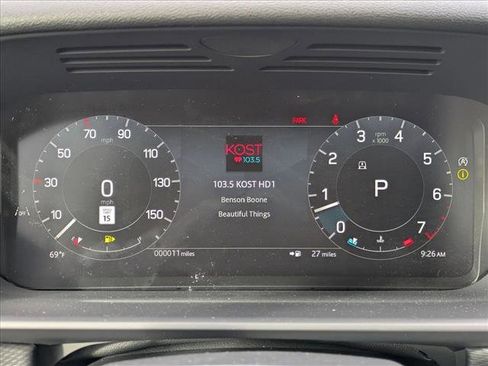 PARK
70 90
50 110
30 130
10 150
mph
0
mph
15
KOST
103.5
103.5 KOST HD1
Benson Boone
Beautiful Things
3 4
rpm
x 1000
2 5
1 6
0 7
P
69°F
000011 miles
27 miles
9:26 AM